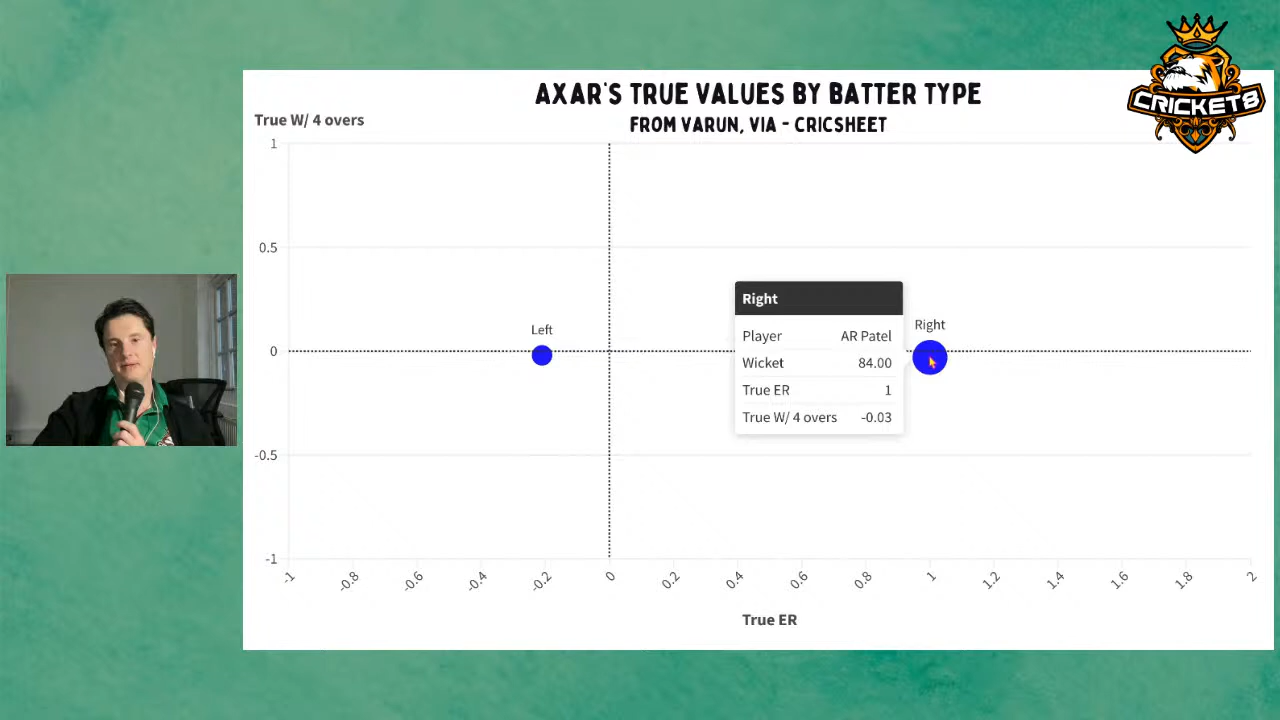 AXAR'S TRUE VALUES BY BATTER TYPE
FROM VARUN, VIA - CRICSHEET
CRICKET8
True W/ 4 overs
1
0.5
0
-0.5
-1
Left
Right
Right
Player AR Patel
Wicket 84.00
True ER 1
True W/ 4 overs -0.03
-1 -0.8 -0.6 -0.4 -0.2 0 0.2 0.4 0.6 0.8 1 1.2 1.4 1.6 1.8 2
True ER